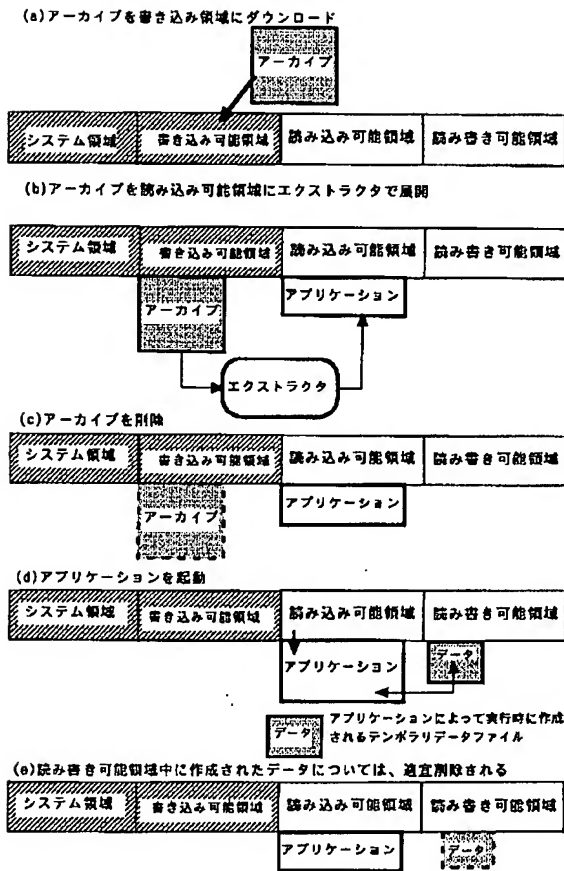 (a)アーカイブを書き込み領域にダウンロード
アーカイブ
システム領域 書き込み可能領域 読み込み可能領域 読み書き可能領域
(b)アーカイブを読み込み可能領域にエクストラクタで展開
システム領域 書き込み可能領域 読み込み可能領域 読み書き可能領域
アーカイブ アプリケーション
エクストラクタ
(c)アーカイブを削除
システム領域 書き込み可能領域 読み込み可能領域 読み書き可能領域
アーカイブ アプリケーション
(d)アプリケーションを起動
システム領域 書き込み可能領域 読み込み可能領域 読み書き可能領域
アプリケーション データ
データ アプリケーションによって実行時に作成
されるテンポラリデータファイル
(e)読み書き可能領域中に作成されたデータについては、適宜削除される
システム領域 書き込み可能領域 読み込み可能領域 読み書き可能領域
アプリケーション データ